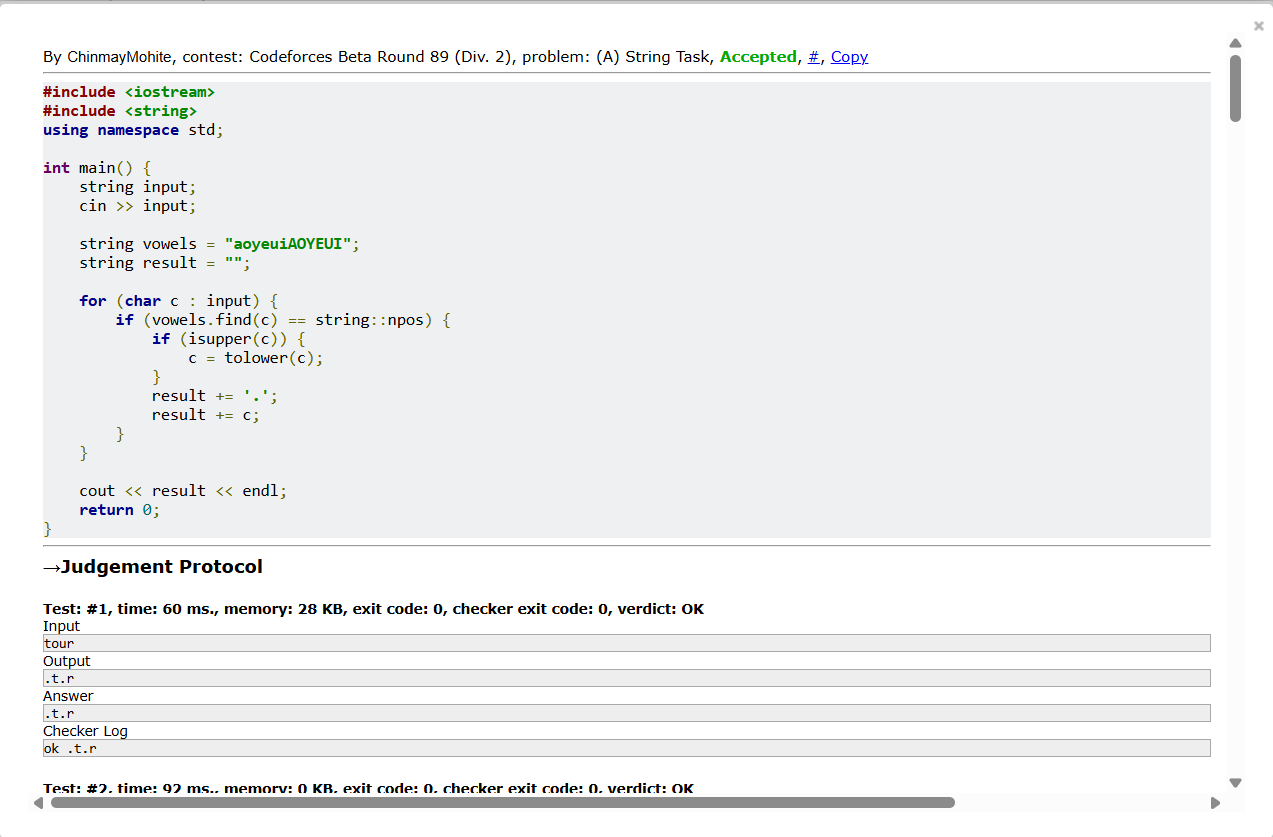 By ChinmayMohite, contest: Codeforces Beta Round 89 (Div. 2), problem: (A) String Task, Accepted, #, Copy
#include <iostream>
#include <string>
using namespace std;

int main() {
    string input;
    cin >> input;

    string vowels = "aoyeuiAOYEUI";
    string result = "";

    for (char c : input) {
        if (vowels.find(c) == string::npos) {
            if (isupper(c)) {
                c = tolower(c);
            }
            result += '.';
            result += c;
        }
    }

    cout << result << endl;
    return 0;
}
→Judgement Protocol
Test: #1, time: 60 ms., memory: 28 KB, exit code: 0, checker exit code: 0, verdict: OK
Input
tour
Output
.t.r
Answer
.t.r
Checker Log
ok .t.r
Test: #2, time: 92 ms., memory: 0 KB, exit code: 0, checker exit code: 0, verdict: OK